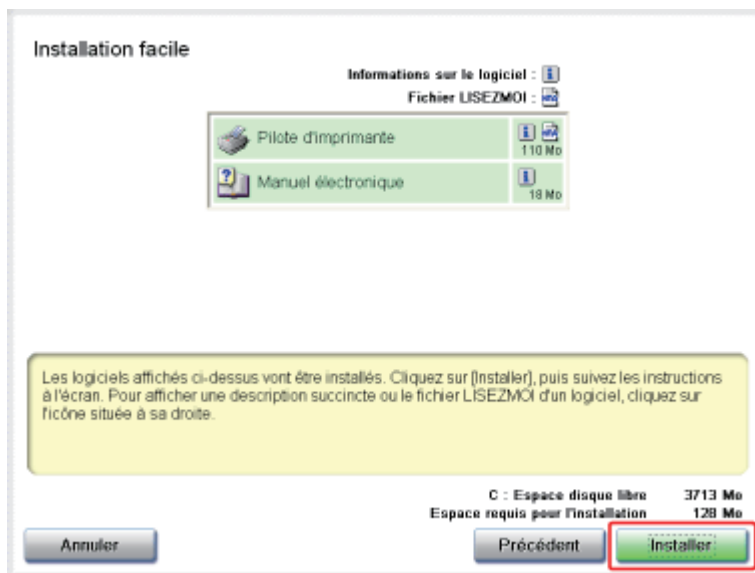 Installation facile
Informations sur le logiciel :
Fichier LISEZMOI :
Pilote d'imprimante
110 Mo
Manuel électronique
18 Mo
Les logiciels affichés ci-dessus vont être installés. Cliquez sur [Installer], puis suivez les instructions
à l'écran. Pour afficher une description succincte ou le fichier LISEZMOI d'un logiciel, cliquez sur
l'icône située à sa droite.
C : Espace disque libre 3713 Mo
Espace requis pour l'installation 128 Mo
Annuler Précédent Installer